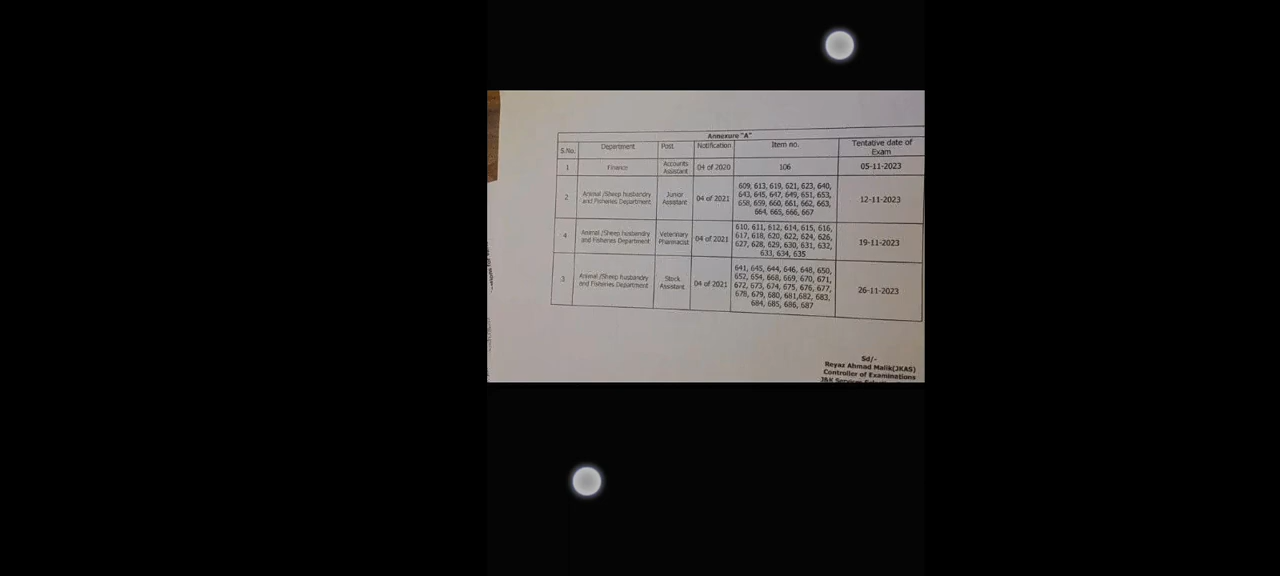 Annexure "A"
S.No. Department Post Notification Item no. Tentative date of Exam
1 Finance Accounts Assistant 04 of 2020 106 05-11-2023
2 Animal /Sheep husbandry and Fisheries Department Junior Assistant 04 of 2021 609, 613, 619, 621, 623, 640, 643, 645, 647, 649, 651, 653, 658, 659, 660, 661, 662, 663, 664, 665, 666, 667 12-11-2023
4 Animal /Sheep husbandry and Fisheries Department Veterinary Pharmacist 04 of 2021 610, 611, 612, 614, 615, 616, 617, 618, 620, 622, 624, 626, 627, 628, 629, 630, 631, 632, 633, 634, 635 19-11-2023
3 Animal /Sheep husbandry and Fisheries Department Stock Assistant 04 of 2021 641, 645, 644, 646, 648, 650, 652, 654, 668, 669, 670, 671, 672, 673, 674, 675, 676, 677, 678, 679, 680, 681,682, 683, 684, 685, 686, 687 26-11-2023
Sd/-
Reyaz Ahmad Malik(JKAS)
Controller of Examinations
J&K Services